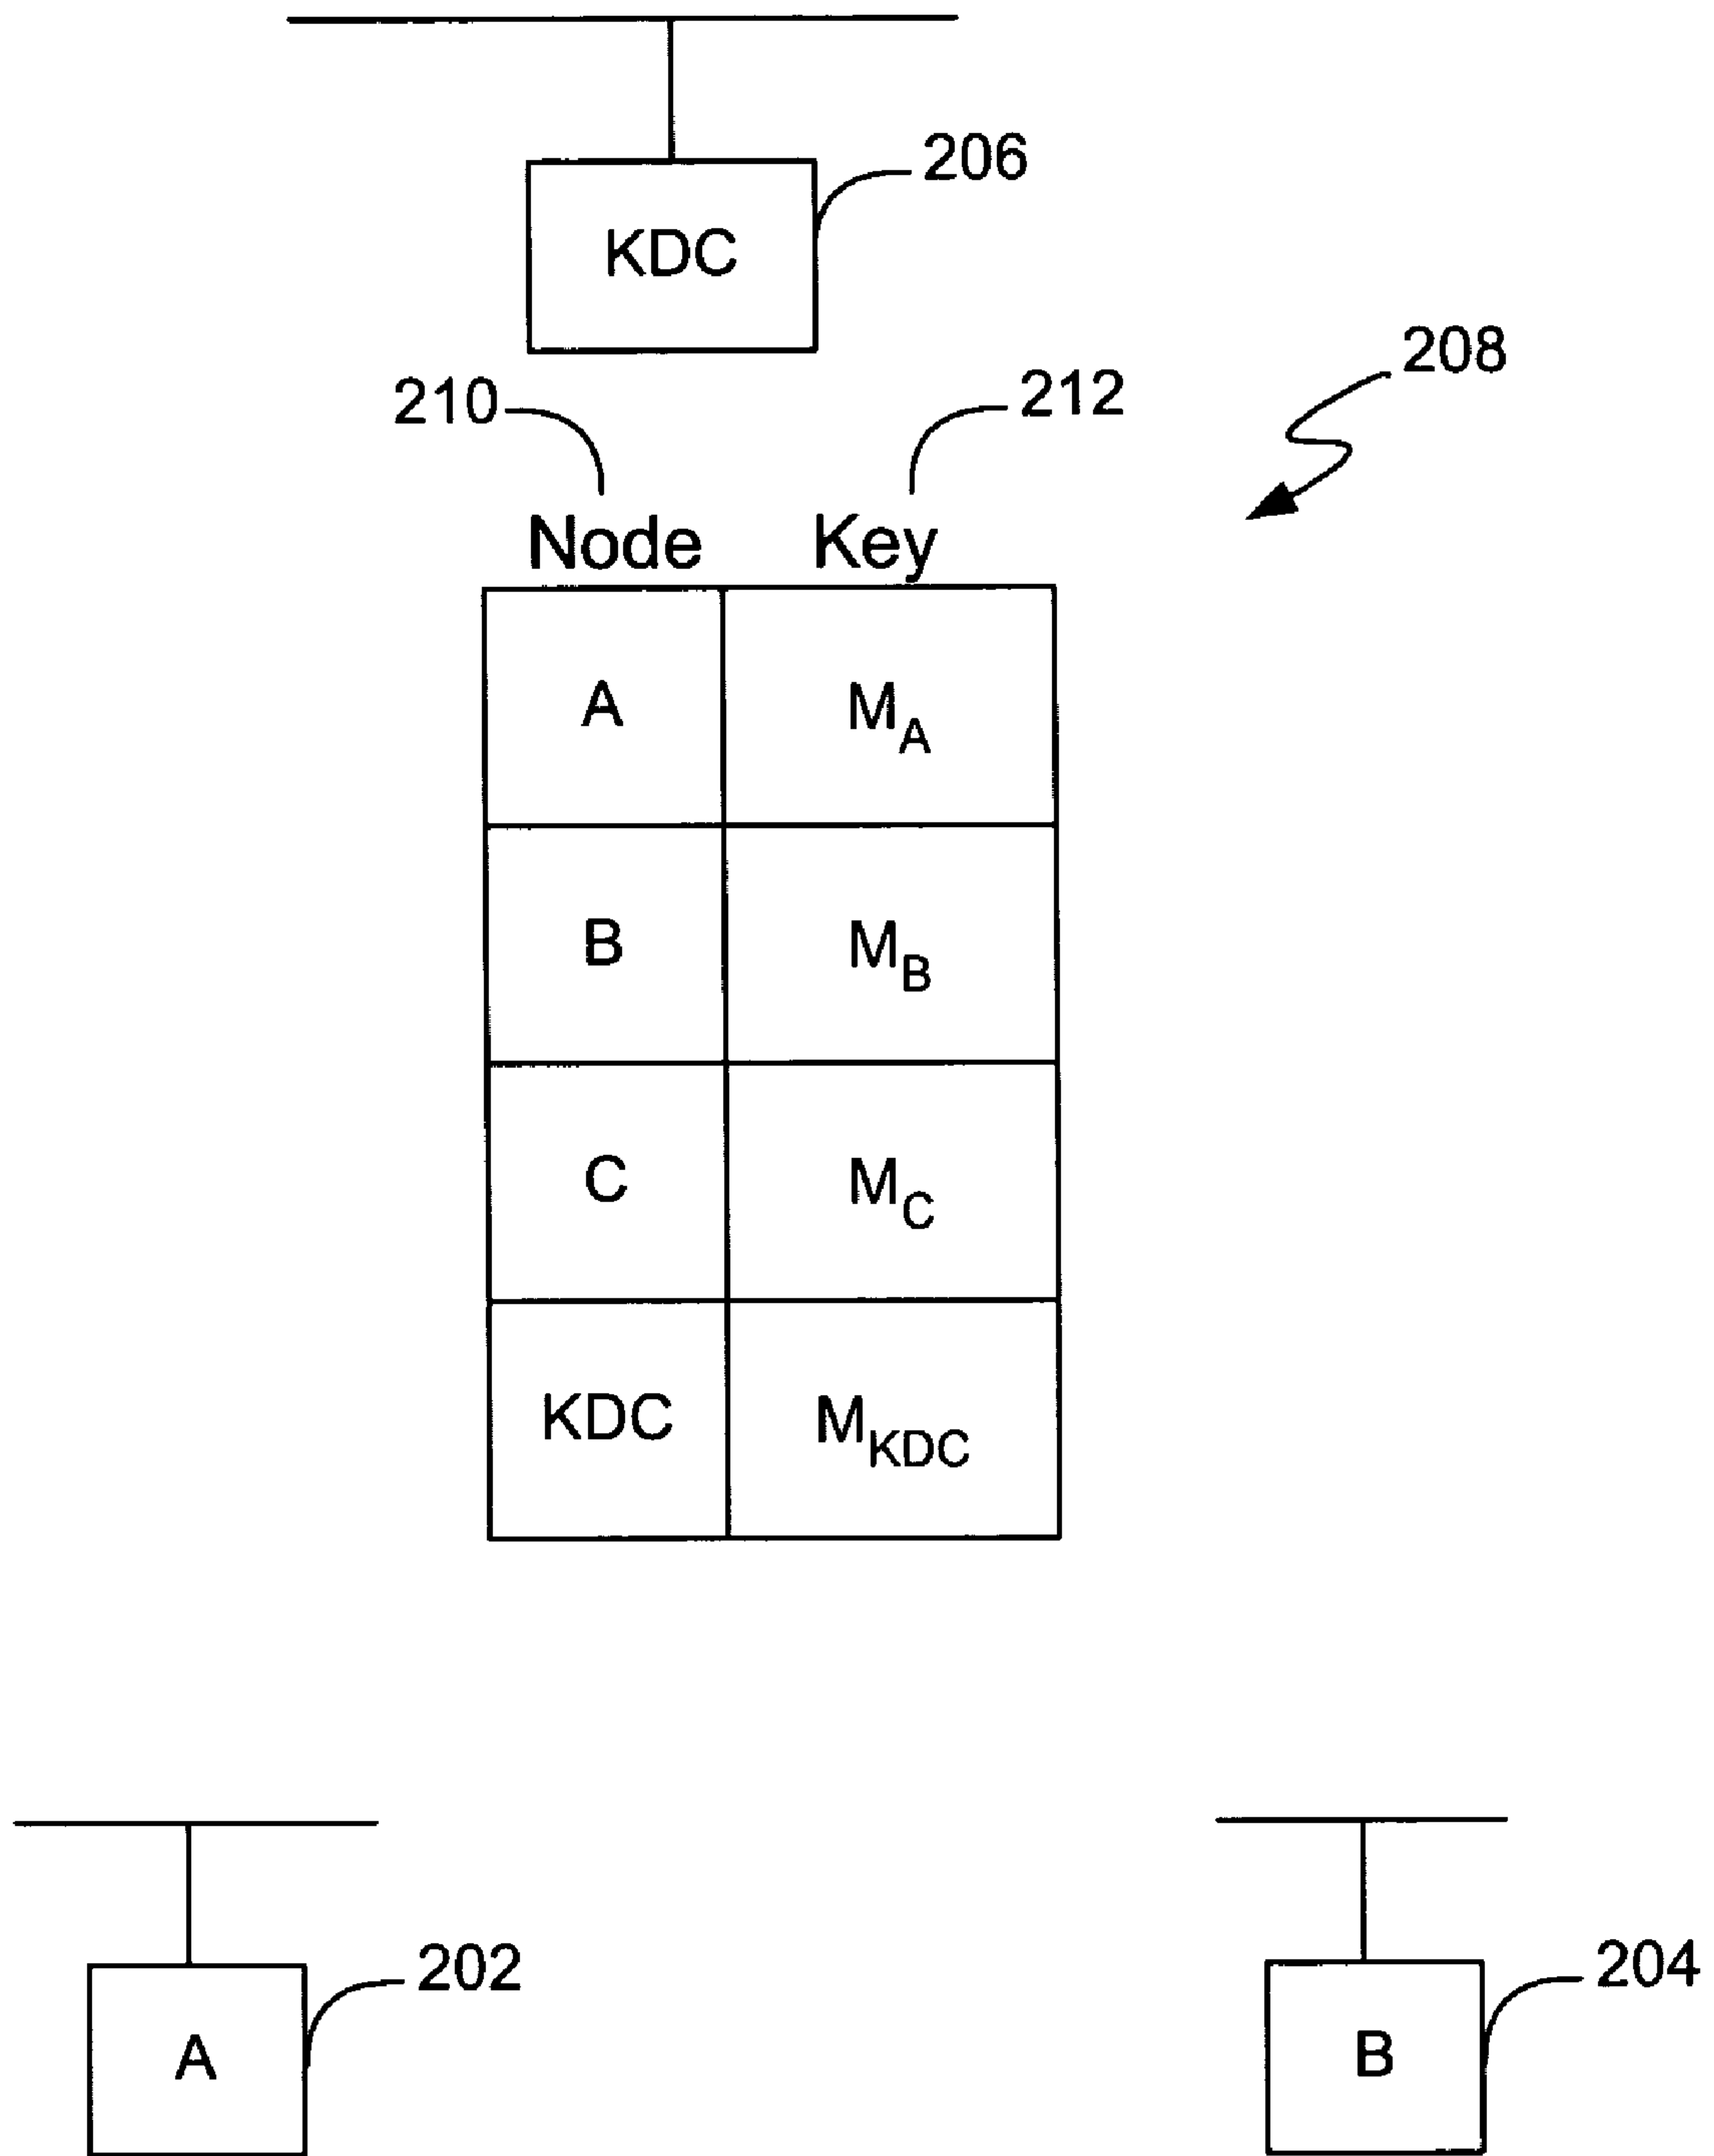 206
KDC
208
210 212
Node Key
A M_A
B M_B
C M_C
KDC M_KDC
202 204
A B